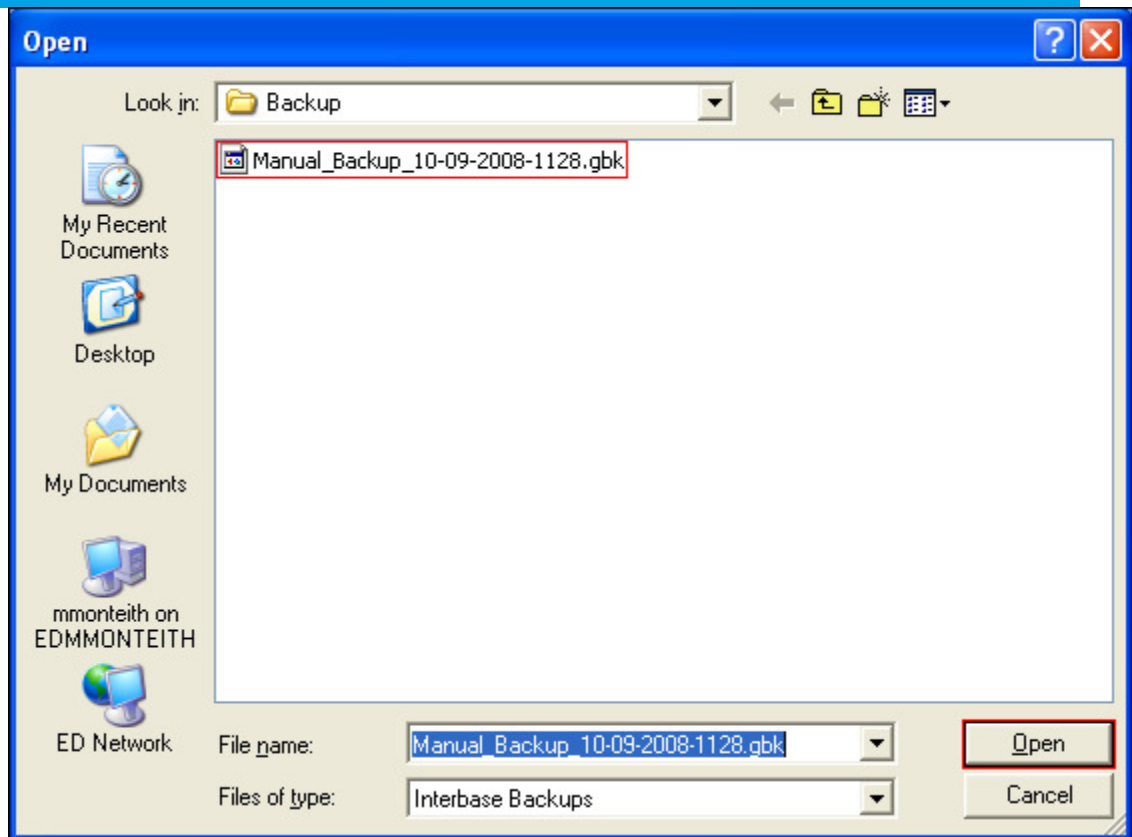 Open
Look in:
Backup
Manual_Backup_10-09-2008-1128.gbk
My Recent
Documents
Desktop
My Documents
mmonteith on
EDMMONTEITH
ED Network
File name:
Manual_Backup_10-09-2008-1128.gbk
Open
Files of type:
Interbase Backups
Cancel